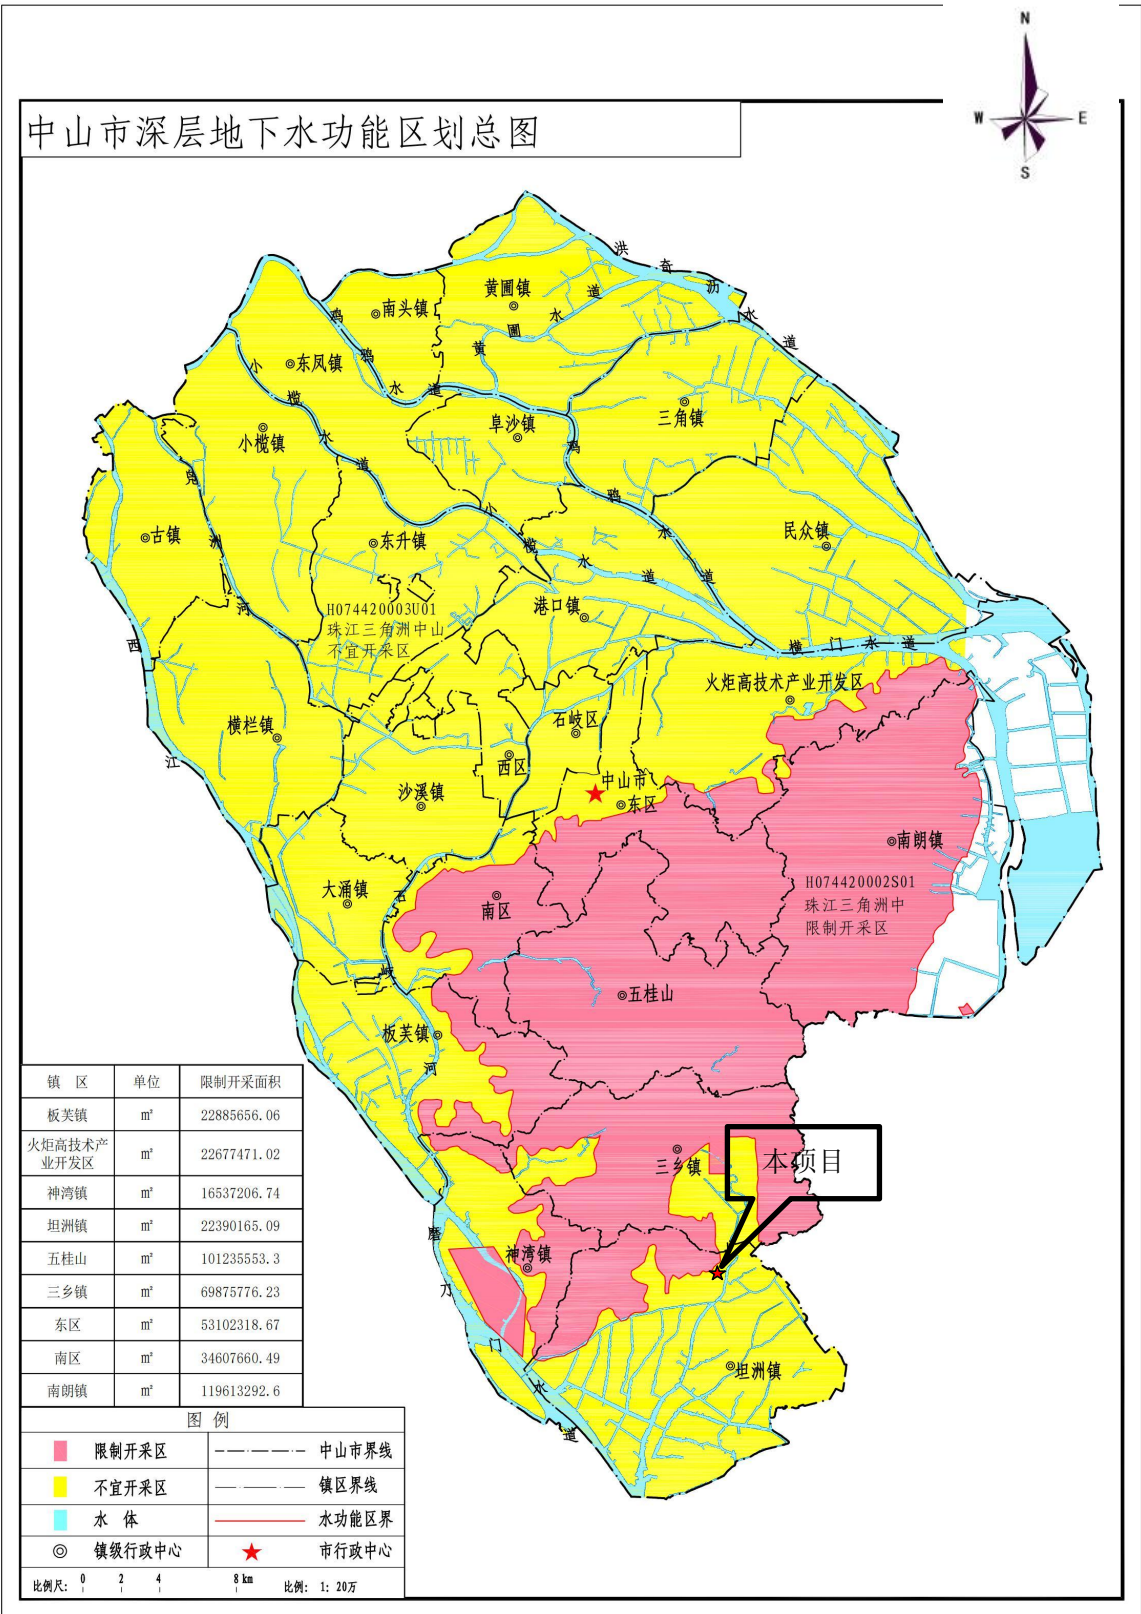 N
W
E
S
中山市深层地下水功能区划总图
洪
奇
沥
水
道
黄圃镇
道
水
圃
黄
南头镇
鸡
鸦
水
道
东凤镇
小
榄
水
道
小榄镇
阜沙镇
三角镇
鸡
鸦
水
道
古镇
东升镇
小
榄
水
道
民众镇
洲
河
H074420003U01
珠江三角洲中山
不宜开采区
港口镇
横
门
水
道
西
江
火炬高技术产业开发区
横栏镇
石岐区
西区
中山市
东区
沙溪镇
南朗镇
H074420002S01
珠江三角洲中
限制开采区
大涌镇
石
岐
河
南区
五桂山
板芙镇
三乡镇
本项目
神湾镇
磨
刀
门
水
道
坦洲镇
镇 区 单位 限制开采面积
板芙镇 m² 22885656.06
火炬高技术产
业开发区 m² 22677471.02
神湾镇 m² 16537206.74
坦洲镇 m² 22390165.09
五桂山 m² 101235553.3
三乡镇 m² 69875776.23
东区 m² 53102318.67
南区 m² 34607660.49
南朗镇 m² 119613292.6
图 例
限制开采区 中山市界线
不宜开采区 镇区界线
水 体 水功能区界
镇级行政中心 市行政中心
比例尺: 0 2 4 8 km 比例: 1: 20万